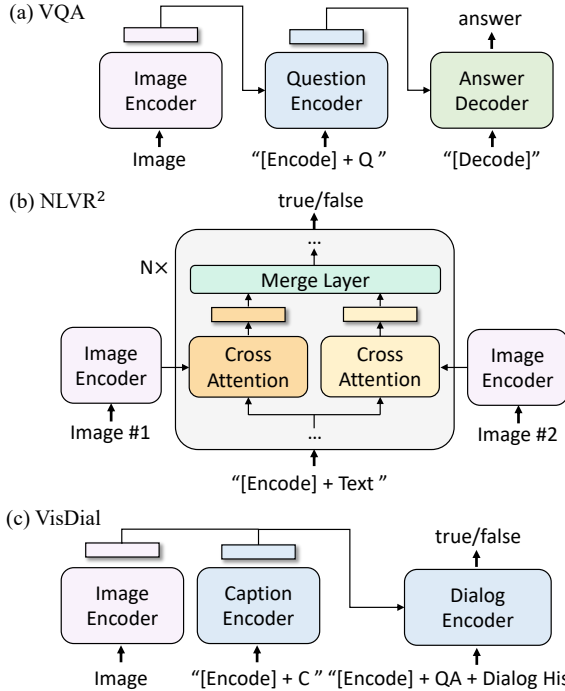 (a) VQA
answer
Image
Encoder
Question
Encoder
Answer
Decoder
Image
“[Encode] + Q ”
“[Decode]”
(b) NLVR²
true/false
...
N×
Merge Layer
Image
Encoder
Cross
Attention
Cross
Attention
Image
Encoder
Image #1
...
Image #2
“[Encode] + Text ”
(c) VisDial
true/false
Image
Encoder
Caption
Encoder
Dialog
Encoder
Image
“[Encode] + C ”
“[Encode] + QA + Dialog His